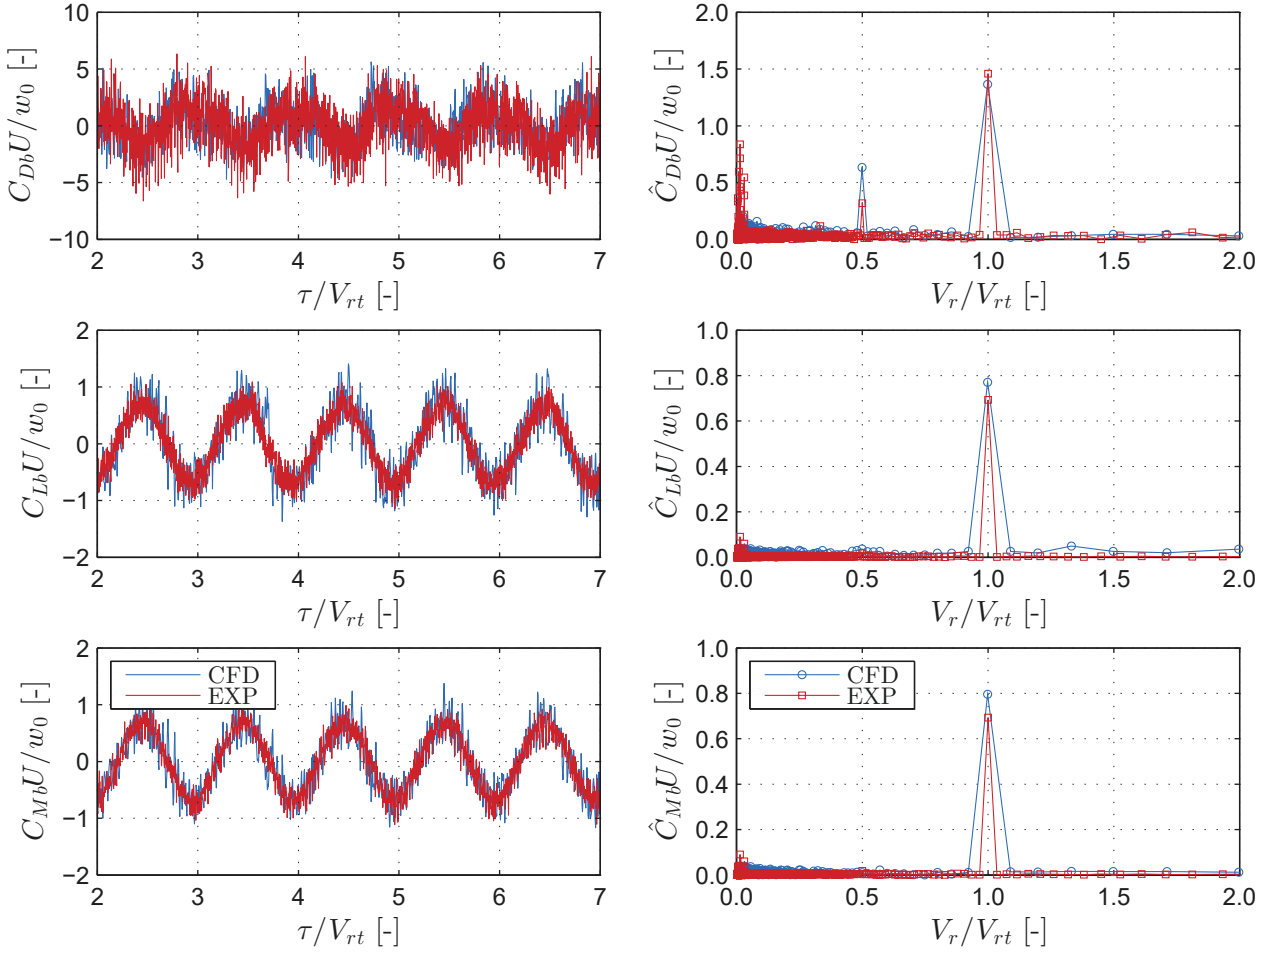 C_{Db}U/w_0 [-]
10
5
0
−5
−10
2 3 4 5 6 7
τ/V_{rt} [-]
Ĉ_{Db}U/w_0 [-]
2.0
1.5
1.0
0.5
0.0
0.0 0.5 1.0 1.5 2.0
V_r/V_{rt} [-]
C_{Lb}U/w_0 [-]
2
1
0
−1
−2
2 3 4 5 6 7
τ/V_{rt} [-]
Ĉ_{Lb}U/w_0 [-]
1.0
0.8
0.6
0.4
0.2
0.0
0.0 0.5 1.0 1.5 2.0
V_r/V_{rt} [-]
C_{Mb}U/w_0 [-]
2
1
0
−1
−2
CFD
EXP
2 3 4 5 6 7
τ/V_{rt} [-]
Ĉ_{Mb}U/w_0 [-]
1.0
0.8
0.6
0.4
0.2
0.0
CFD
EXP
0.0 0.5 1.0 1.5 2.0
V_r/V_{rt} [-]